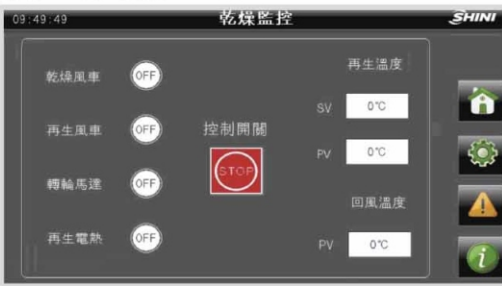 09:49:49
乾燥監控
SHINI
乾燥風車
OFF
再生風車
OFF
轉輪馬達
OFF
再生電熱
OFF
控制開關
STOP
再生溫度
SV
0℃
PV
0℃
回風溫度
PV
0℃